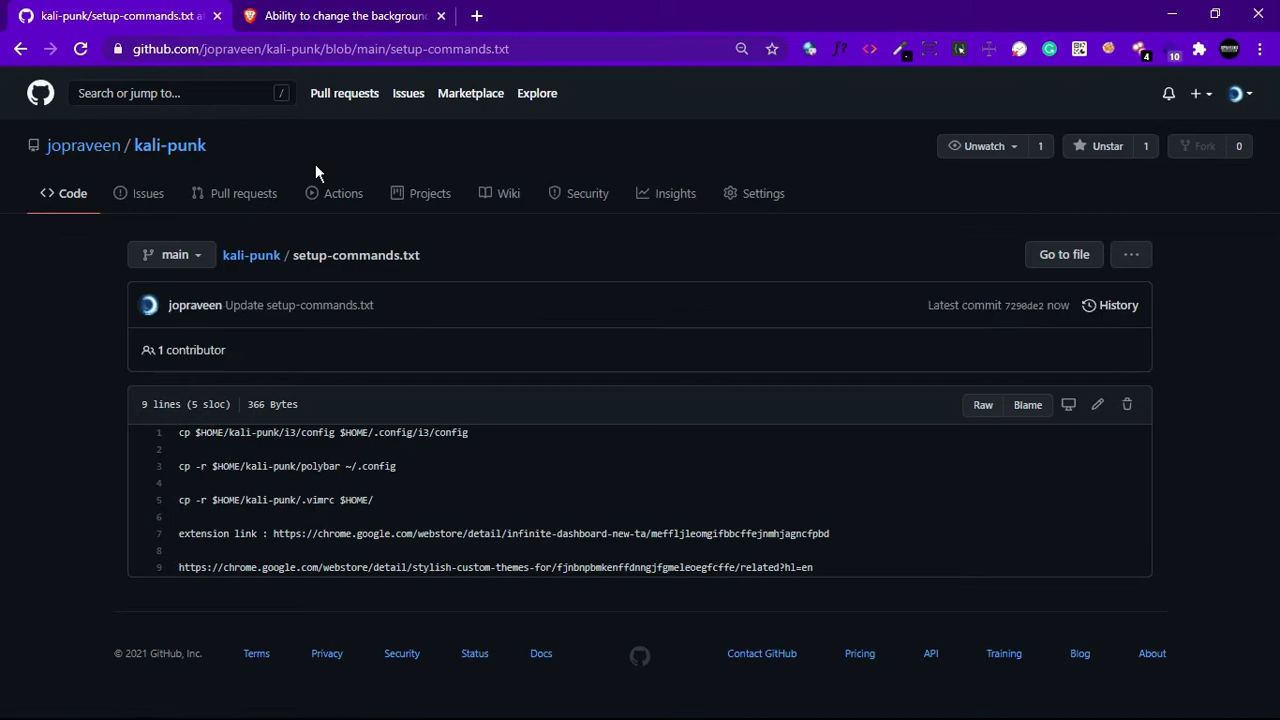 kali-punk/setup-commands.txt at
Ability to change the background
github.com/jopraveen/kali-punk/blob/main/setup-commands.txt
4
10
Search or jump to...
/
Pull requests
Issues
Marketplace
Explore
jopraveen / kali-punk
Unwatch
1
Unstar
1
Fork
0
Code
Issues
Pull requests
Actions
Projects
Wiki
Security
Insights
Settings
main
kali-punk / setup-commands.txt
Go to file
jopraveen Update setup-commands.txt
Latest commit 7290de2 now
History
1 contributor
9 lines (5 sloc)
366 Bytes
Raw
Blame
1 cp $HOME/kali-punk/i3/config $HOME/.config/i3/config
2
3 cp -r $HOME/kali-punk/polybar ~/.config
4
5 cp -r $HOME/kali-punk/.vimrc $HOME/
6
7 extension link : https://chrome.google.com/webstore/detail/infinite-dashboard-new-ta/meffljleomgifbbcffejnmhjagncfpbd
8
9 https://chrome.google.com/webstore/detail/stylish-custom-themes-for/fjnbnpbmkenffdnngjfgmeleoegfcffe/related?hl=en
© 2021 GitHub, Inc.
Terms
Privacy
Security
Status
Docs
Contact GitHub
Pricing
API
Training
Blog
About